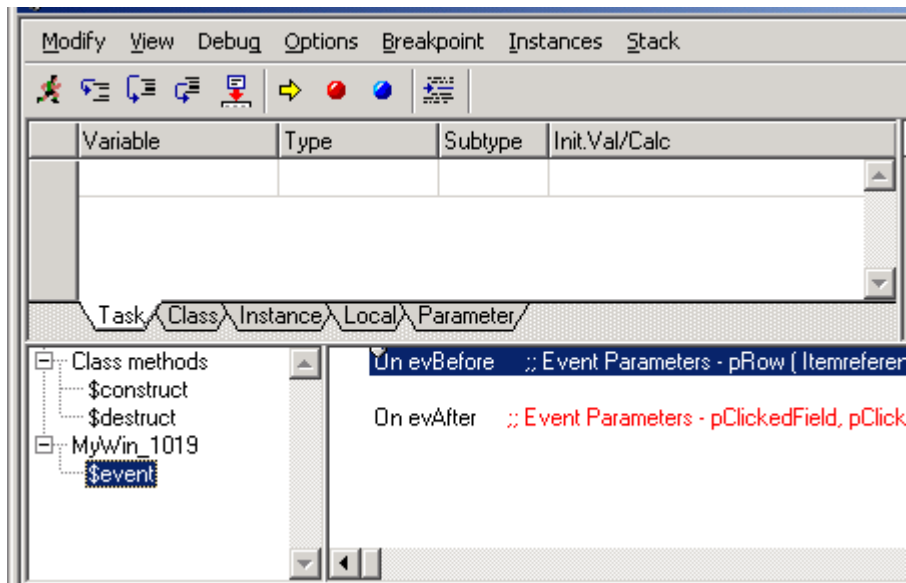 Modify View Debug Options Breakpoint Instances Stack
Variable Type Subtype Init.Val/Calc
Task Class Instance Local Parameter
Class methods
$construct
$destruct
MyWin_1019
$event
On evBefore ;; Event Parameters - pRow ( Itemreferen
On evAfter ;; Event Parameters - pClickedField, pClick